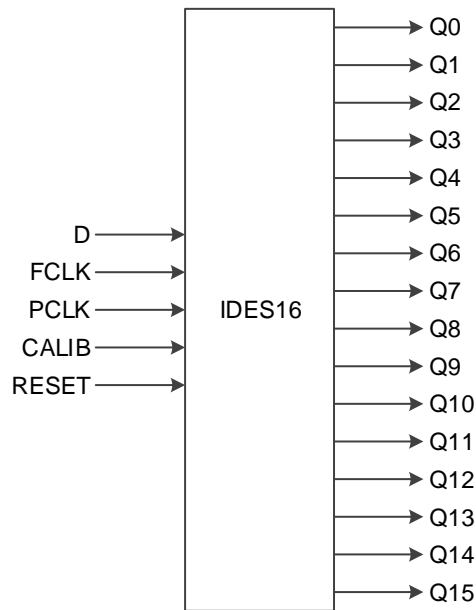 D
FCLK
PCLK
CALIB
RESET
IDES16
Q0
Q1
Q2
Q3
Q4
Q5
Q6
Q7
Q8
Q9
Q10
Q11
Q12
Q13
Q14
Q15